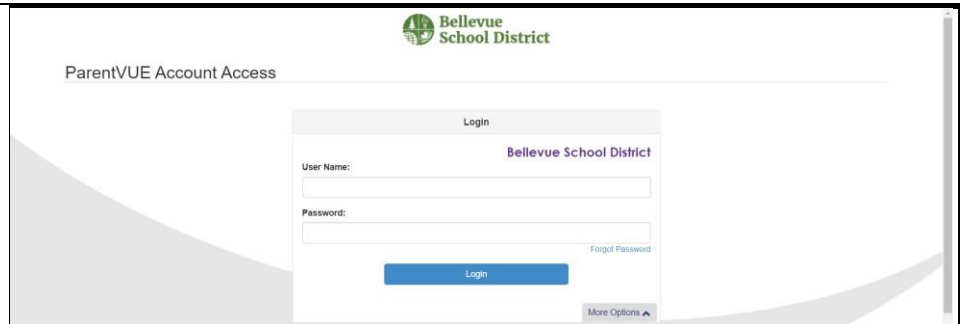 Bellevue
School District
ParentVUE Account Access
Login
Bellevue School District
User Name:
Password:
Forgot Password
Login
More Options